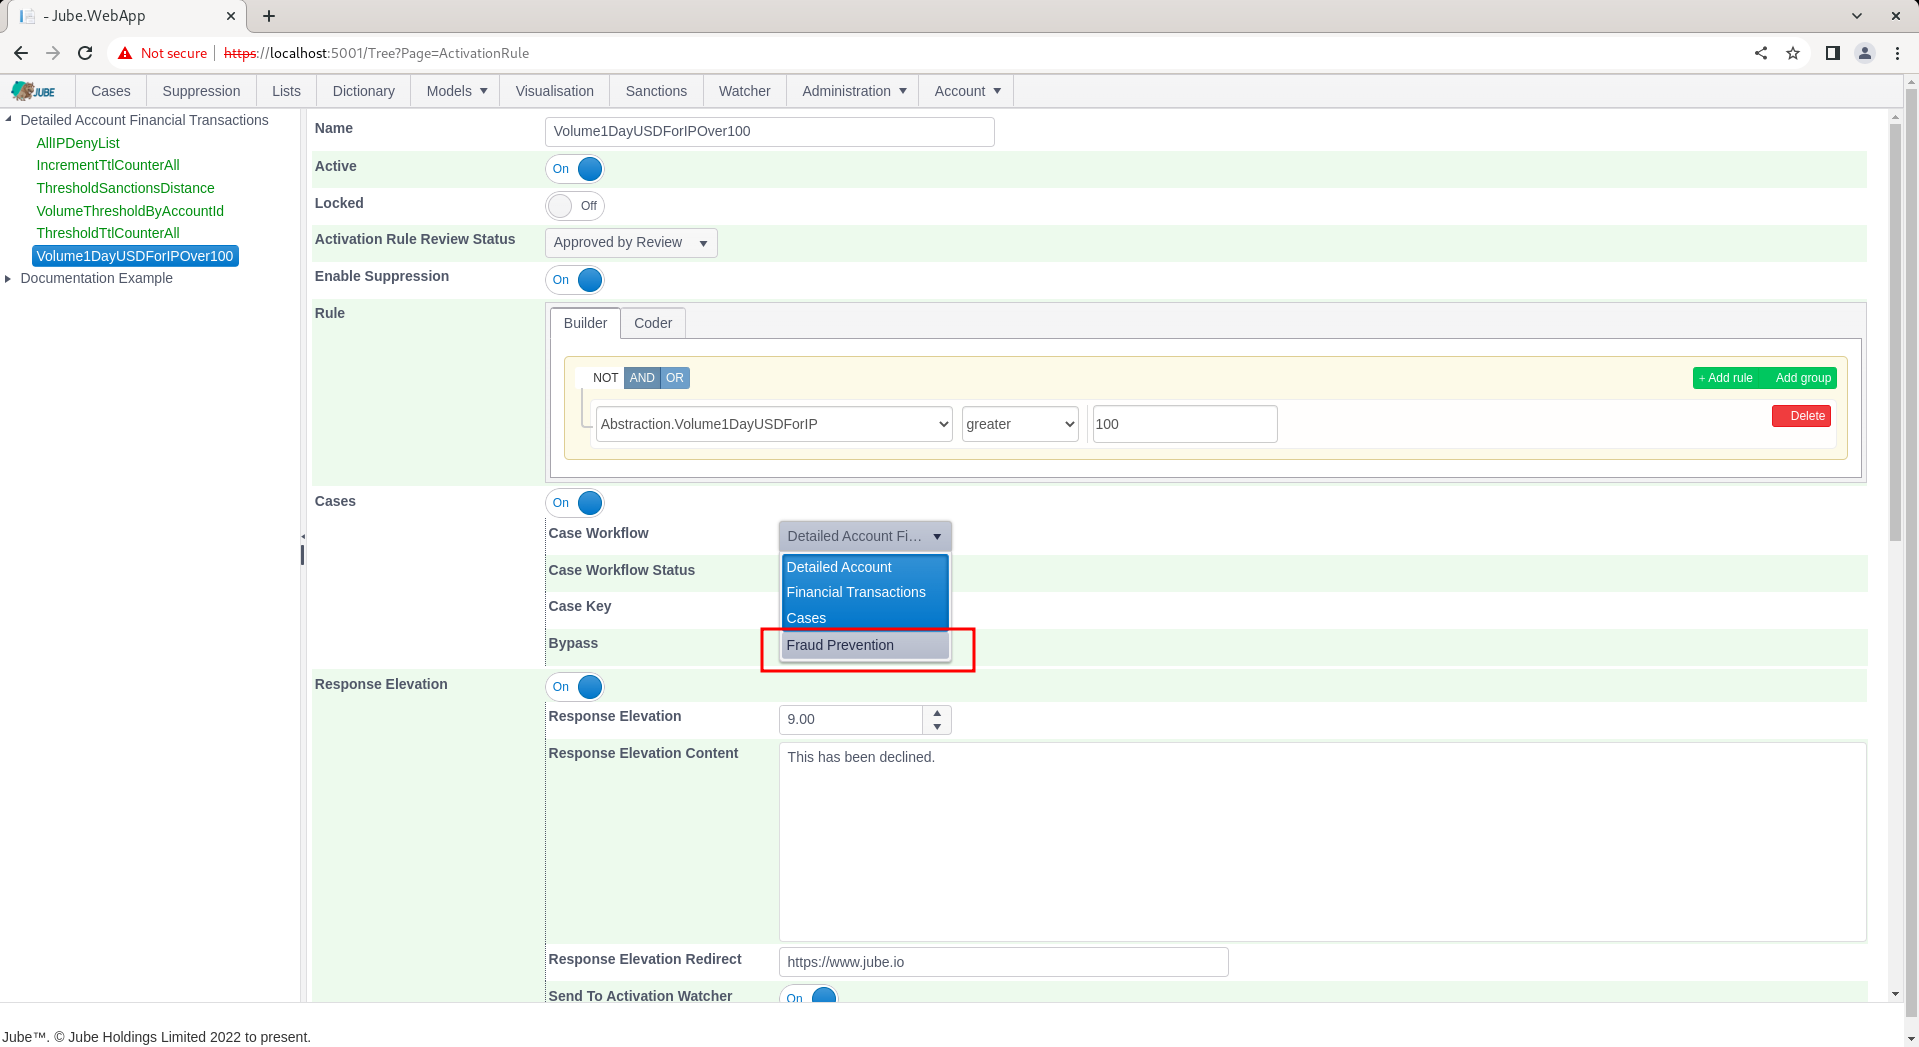 - Jube.WebApp
Not secure https://localhost:5001/Tree?Page=ActivationRule
JUBE Cases Suppression Lists Dictionary Models Visualisation Sanctions Watcher Administration Account
Detailed Account Financial Transactions
AllIPDenyList
IncrementTtlCounterAll
ThresholdSanctionsDistance
VolumeThresholdByAccountId
ThresholdTtlCounterAll
Volume1DayUSDForIPOver100
Documentation Example
Name Volume1DayUSDForIPOver100
Active On
Locked Off
Activation Rule Review Status Approved by Review
Enable Suppression On
Rule Builder Coder
NOT AND OR + Add rule Add group
Abstraction.Volume1DayUSDForIP greater 100 Delete
Cases On
Case Workflow Detailed Account Fi...
Detailed Account
Financial Transactions
Cases
Fraud Prevention
Case Workflow Status
Case Key
Bypass
Response Elevation On
Response Elevation 9.00
Response Elevation Content This has been declined.
Response Elevation Redirect https://www.jube.io
Send To Activation Watcher On
Jube™. © Jube Holdings Limited 2022 to present.